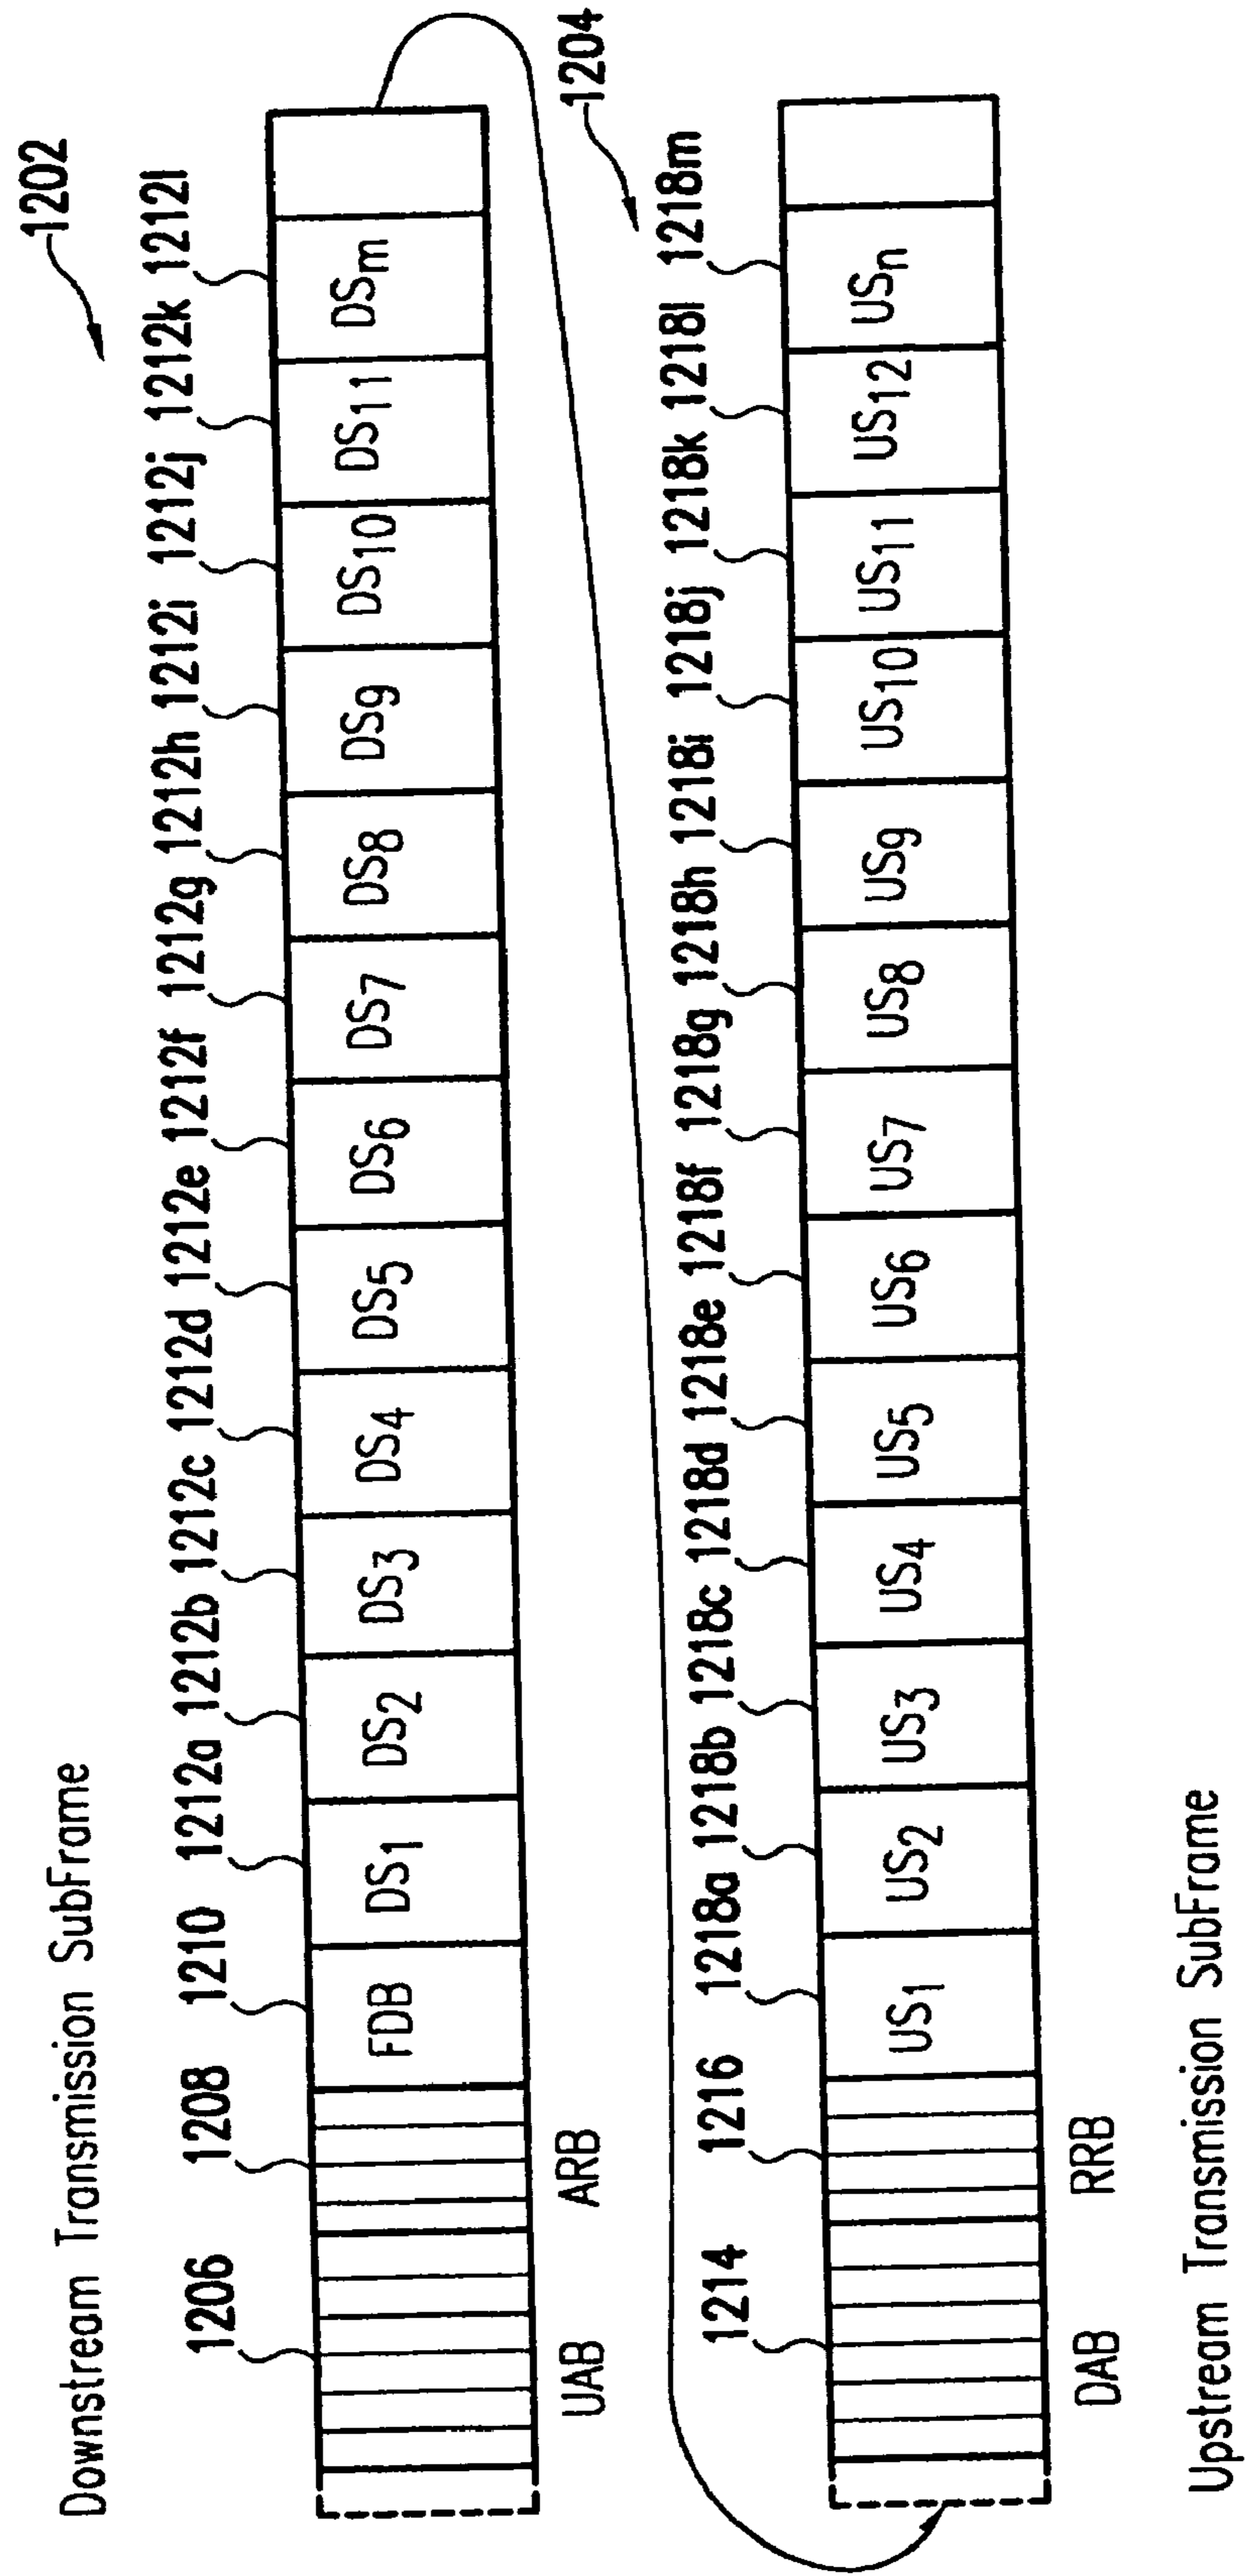 Downstream Transmission SubFrame
1202
1206 1208 1210 1212a 1212b 1212c 1212d 1212e 1212f 1212g 1212h 1212i 1212j 1212k 1212l
FDB DS1 DS2 DS3 DS4 DS5 DS6 DS7 DS8 DS9 DS10 DS11 DSm
UAB ARB
1204
1214 1216 1218a 1218b 1218c 1218d 1218e 1218f 1218g 1218h 1218i 1218j 1218k 1218l 1218m
US1 US2 US3 US4 US5 US6 US7 US8 US9 US10 US11 US12 USn
DAB RRB
Upstream Transmission SubFrame